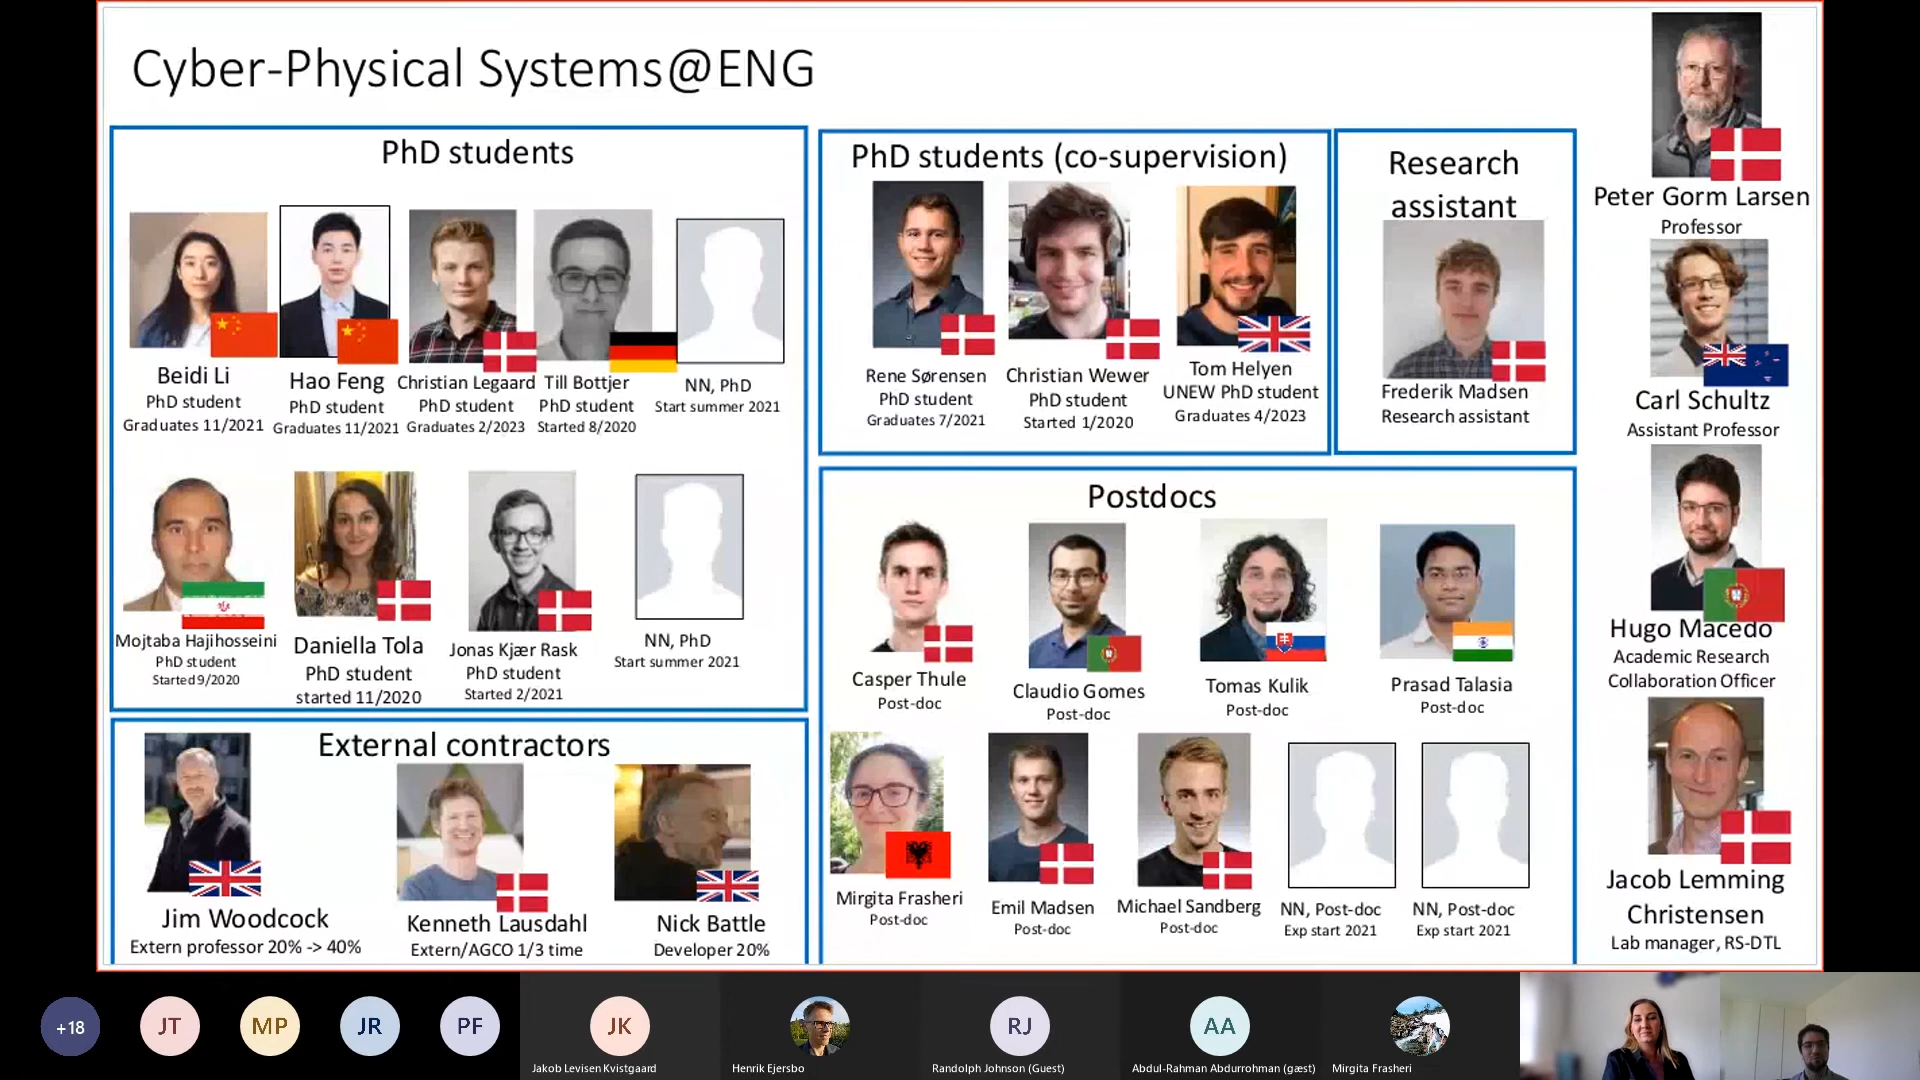 Cyber-Physical Systems@ENG
PhD students
Beidi Li
PhD student
Graduates 11/2021
Hao Feng
PhD student
Graduates 11/2021
Christian Legaard
PhD student
Graduates 2/2023
Till Bottjer
PhD student
Started 8/2020
NN, PhD
Start summer 2021
Mojtaba Hajihosseini
PhD student
Started 9/2020
Daniella Tola
PhD student
started 11/2020
Jonas Kjær Rask
PhD student
Started 2/2021
NN, PhD
Start summer 2021
External contractors
Jim Woodcock
Extern professor 20% -> 40%
Kenneth Lausdahl
Extern/AGCO 1/3 time
Nick Battle
Developer 20%
PhD students (co-supervision)
Rene Sørensen
PhD student
Graduates 7/2021
Christian Wewer
PhD student
Started 1/2020
Tom Helyen
UNEW PhD student
Graduates 4/2023
Research
assistant
Frederik Madsen
Research assistant
Postdocs
Casper Thule
Post-doc
Claudio Gomes
Post-doc
Tomas Kulik
Post-doc
Prasad Talasia
Post-doc
Mirgita Frasheri
Post-doc
Emil Madsen
Post-doc
Michael Sandberg
Post-doc
NN, Post-doc
Exp start 2021
NN, Post-doc
Exp start 2021
Peter Gorm Larsen
Professor
Carl Schultz
Assistant Professor
Hugo Macedo
Academic Research
Collaboration Officer
Jacob Lemming
Christensen
Lab manager, RS-DTL
+18
JT
MP
JR
PF
JK
Jakob Levisen Kvistgaard
Henrik Ejersbo
RJ
Randolph Johnson (Guest)
AA
Abdul-Rahman Abdurrohman (gæst)
Mirgita Frasheri